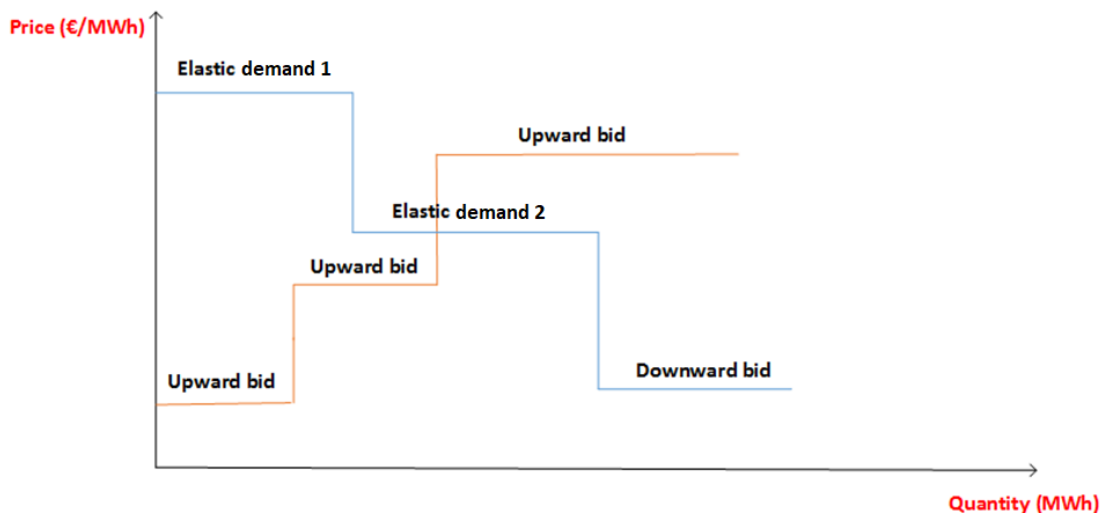 Price (€/MWh)
Elastic demand 1
Upward bid
Elastic demand 2
Upward bid
Downward bid
Upward bid
Quantity (MWh)